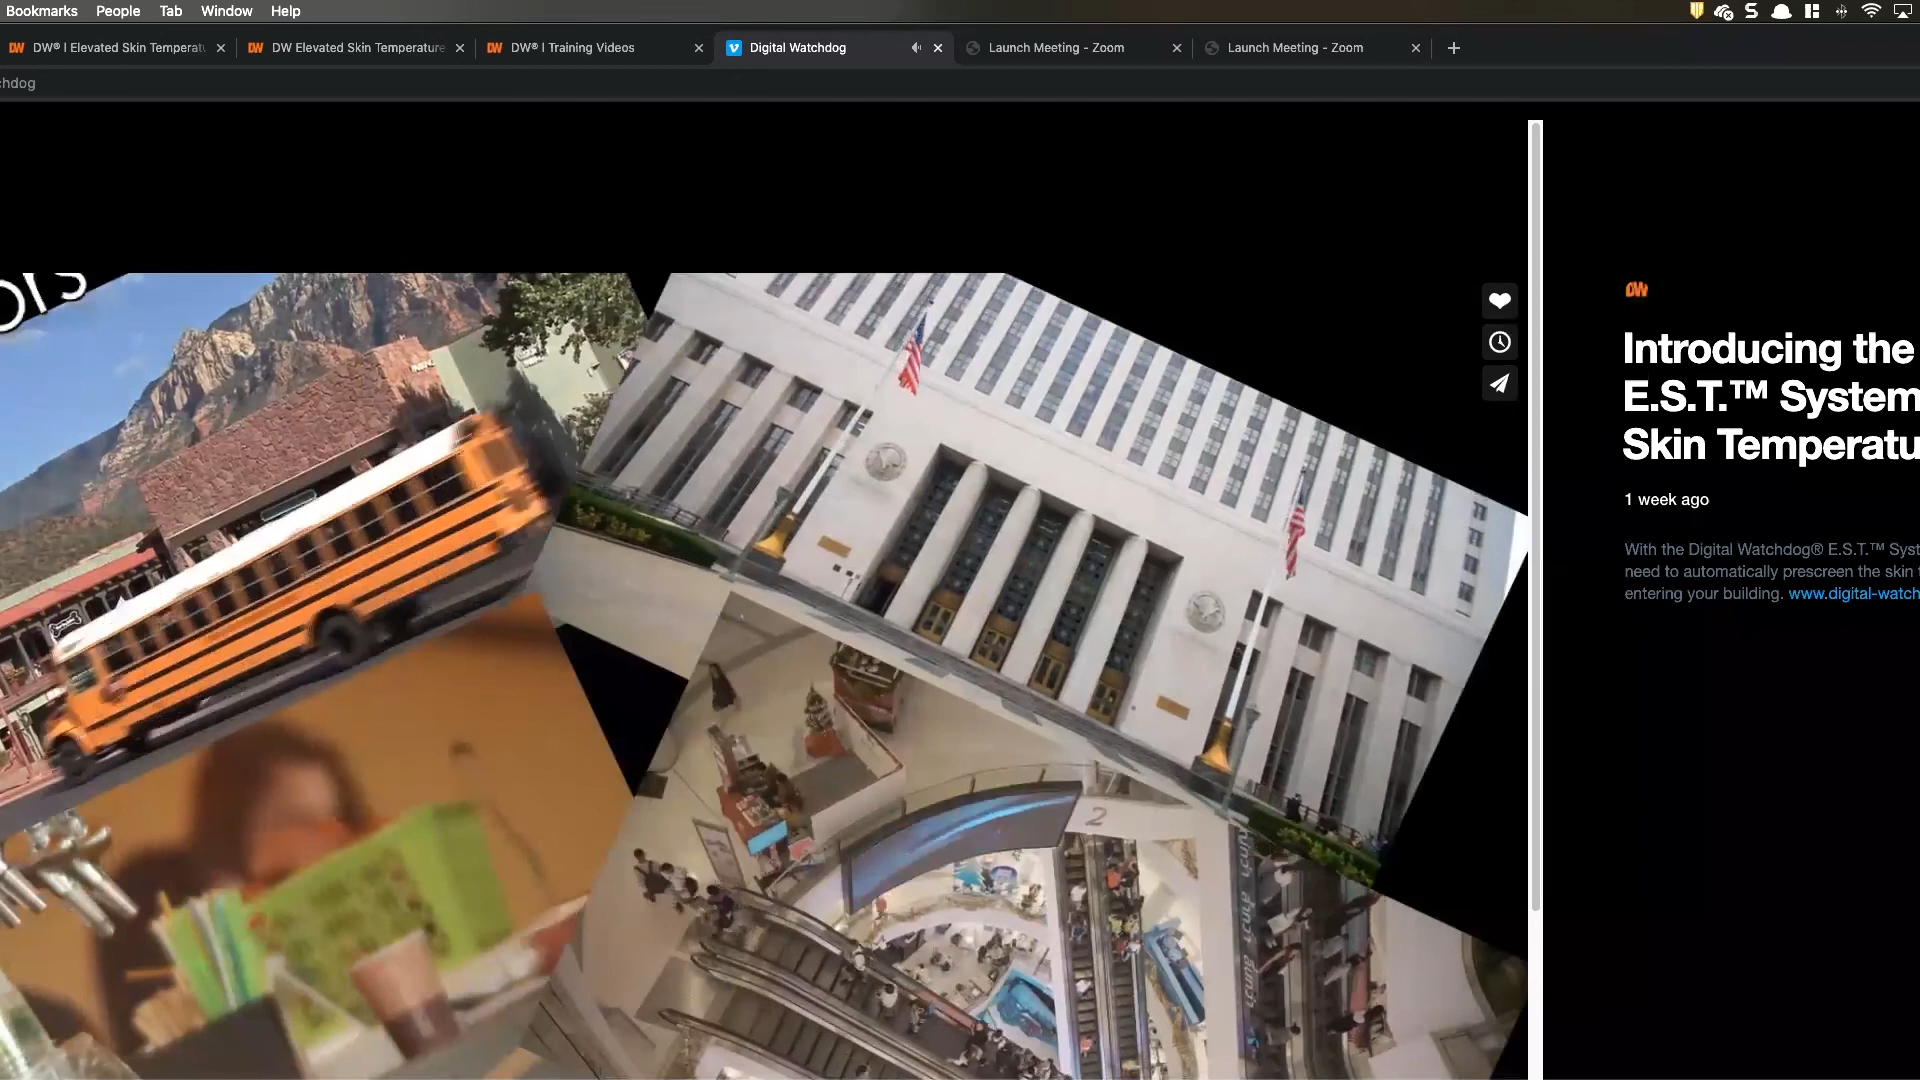 Bookmarks People Tab Window Help
DW® | Elevated Skin Temperatu
DW Elevated Skin Temperature
DW® | Training Videos
Digital Watchdog
Launch Meeting - Zoom
Launch Meeting - Zoom
chdog
DW
Introducing the
E.S.T.™ System
Skin Temperatu
1 week ago
With the Digital Watchdog® E.S.T.™ Syst
need to automatically prescreen the skin t
entering your building. www.digital-watch
2